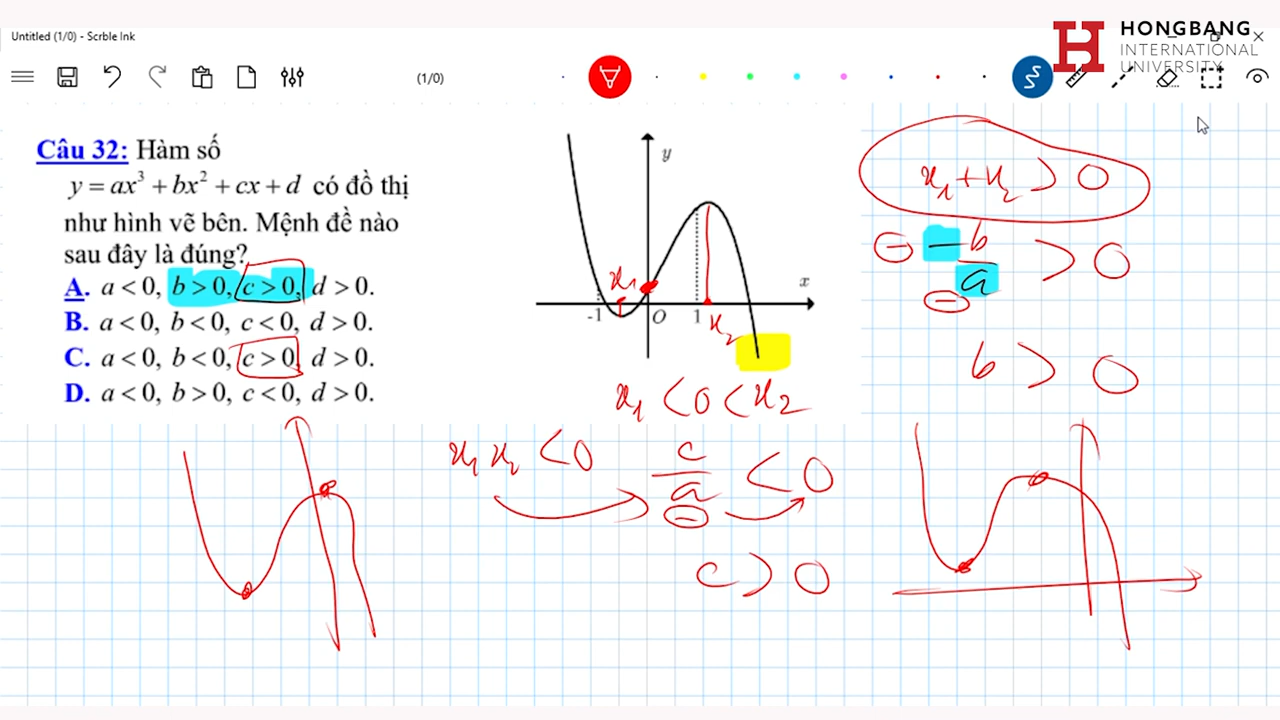 Untitled (1/0) - Scrble Ink
HONGBANG
INTERNATIONAL
UNIVERSITY
(1/0)
Câu 32: Hàm số
y = ax³ + bx² + cx + d có đồ thị
như hình vẽ bên. Mệnh đề nào
sau đây là đúng?
A. a < 0, b > 0, c > 0, d > 0.
B. a < 0, b < 0, c < 0, d > 0.
C. a < 0, b < 0, c > 0, d > 0.
D. a < 0, b > 0, c < 0, d > 0.
y
x
x₁
-1
O
1
x₂
x₁ < 0 < x₂
x₁ x₂ < 0
c/a < 0
−
c > 0
x₁ + x₂ > 0
− −b/a > 0
−
b > 0